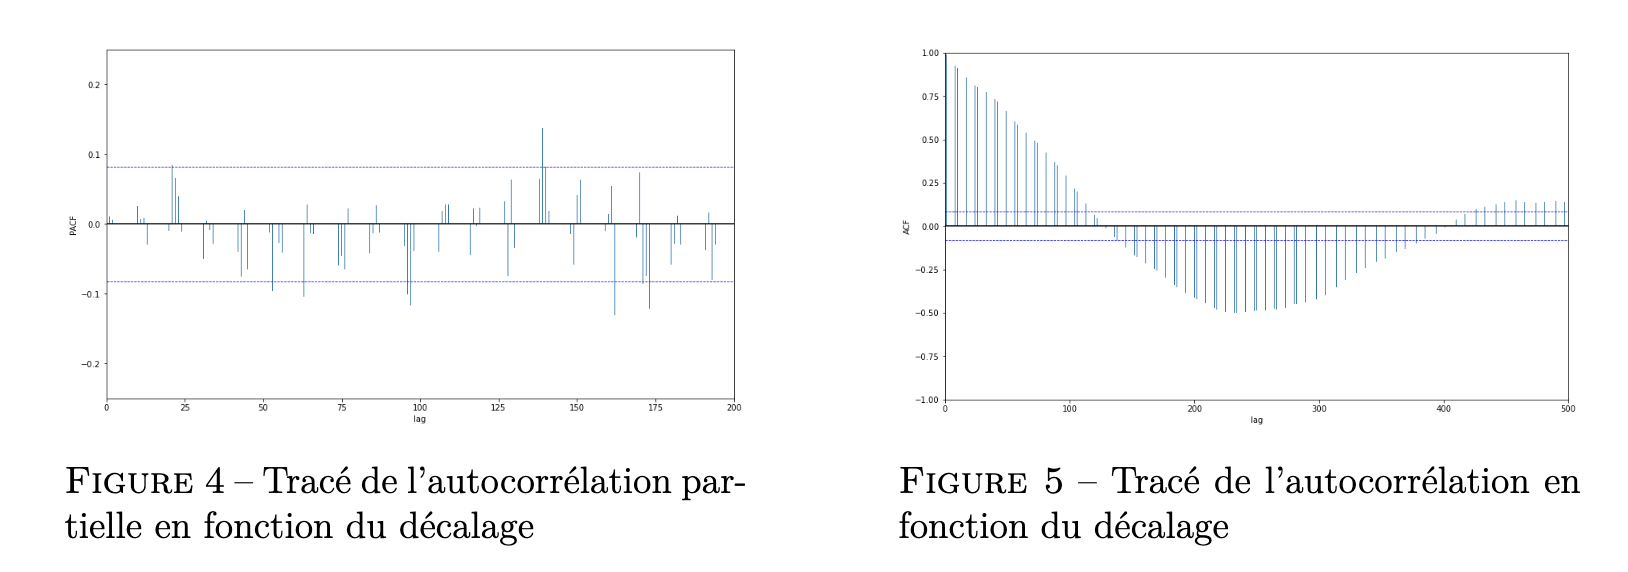 0.2
0.1
0.0
−0.1
−0.2
PACF
0 25 50 75 100 125 150 175 200
lag
FIGURE 4 – Tracé de l'autocorrélation par-
tielle en fonction du décalage
1.00
0.75
0.50
0.25
0.00
−0.25
−0.50
−0.75
−1.00
ACF
0 100 200 300 400 500
lag
FIGURE 5 – Tracé de l'autocorrélation en
fonction du décalage